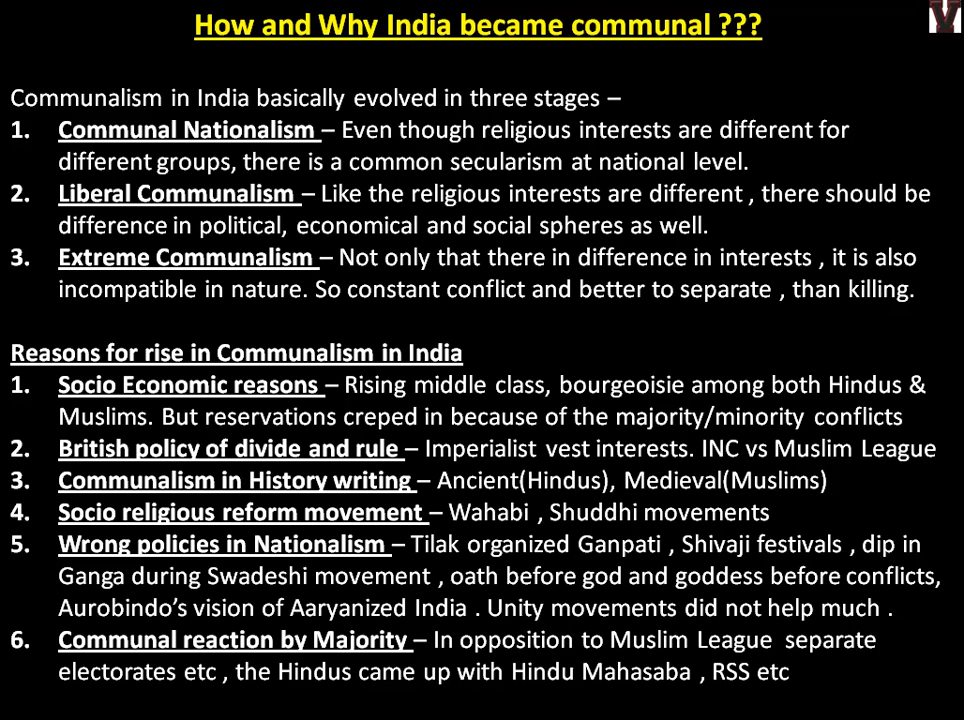 How and Why India became communal ???
Communalism in India basically evolved in three stages –
1. Communal Nationalism – Even though religious interests are different for
different groups, there is a common secularism at national level.
2. Liberal Communalism – Like the religious interests are different , there should be
difference in political, economical and social spheres as well.
3. Extreme Communalism – Not only that there in difference in interests , it is also
incompatible in nature. So constant conflict and better to separate , than killing.
Reasons for rise in Communalism in India
1. Socio Economic reasons – Rising middle class, bourgeoisie among both Hindus &
Muslims. But reservations creped in because of the majority/minority conflicts
2. British policy of divide and rule – Imperialist vest interests. INC vs Muslim League
3. Communalism in History writing – Ancient(Hindus), Medieval(Muslims)
4. Socio religious reform movement – Wahabi , Shuddhi movements
5. Wrong policies in Nationalism – Tilak organized Ganpati , Shivaji festivals , dip in
Ganga during Swadeshi movement , oath before god and goddess before conflicts,
Aurobindo’s vision of Aaryanized India . Unity movements did not help much .
6. Communal reaction by Majority – In opposition to Muslim League separate
electorates etc , the Hindus came up with Hindu Mahasaba , RSS etc